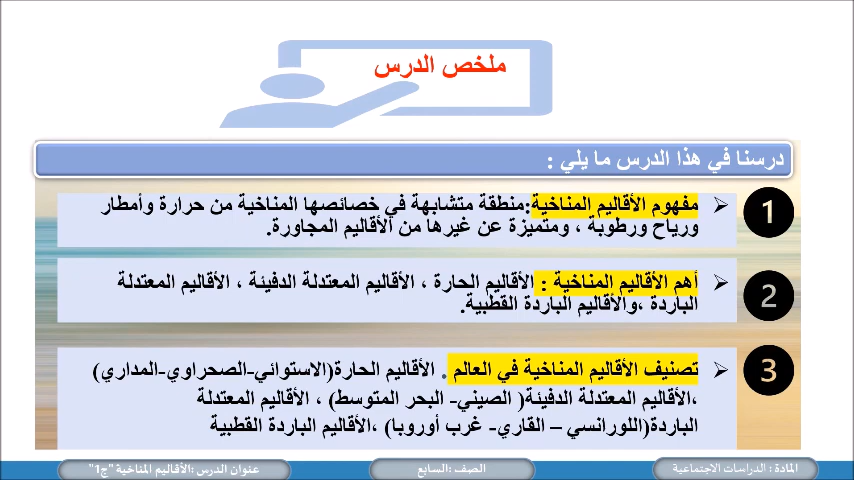 ملخص الدرس
درسنا في هذا الدرس ما يلي :
1
مفهوم الأقاليم المناخية:منطقة متشابهة في خصائصها المناخية من حرارة وأمطار
ورياح ورطوبة ، ومتميزة عن غيرها من الأقاليم المجاورة.
2
أهم الأقاليم المناخية : الأقاليم الحارة ، الأقاليم المعتدلة الدفيئة ، الأقاليم المعتدلة
الباردة ،والأقاليم الباردة القطبية.
3
تصنيف الأقاليم المناخية في العالم . الأقاليم الحارة(الاستوائي-الصحراوي-المداري)
،الأقاليم المعتدلة الدفيئة( الصيني- البحر المتوسط) ، الأقاليم المعتدلة
الباردة(اللورانسي – القاري- غرب أوروبا) ،الأقاليم الباردة القطبية
المادة : الدراسات الاجتماعية
الصف :السابع
عنوان الدرس :الأقاليم المناخية "ج1"